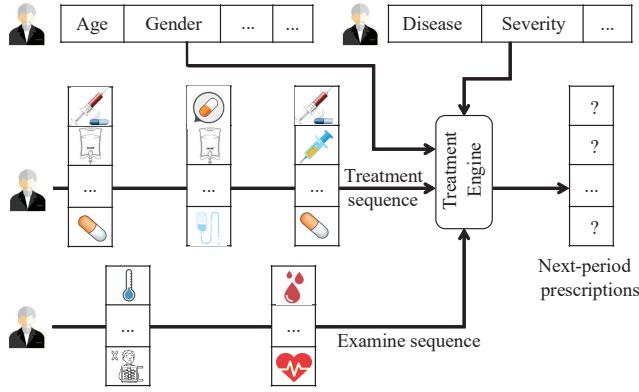 Age Gender ... ...
Disease Severity ...
?
?
... ... ... ...
?
Treatment
sequence
Treatment
Engine
Next-period
prescriptions
... ...
Examine sequence
X